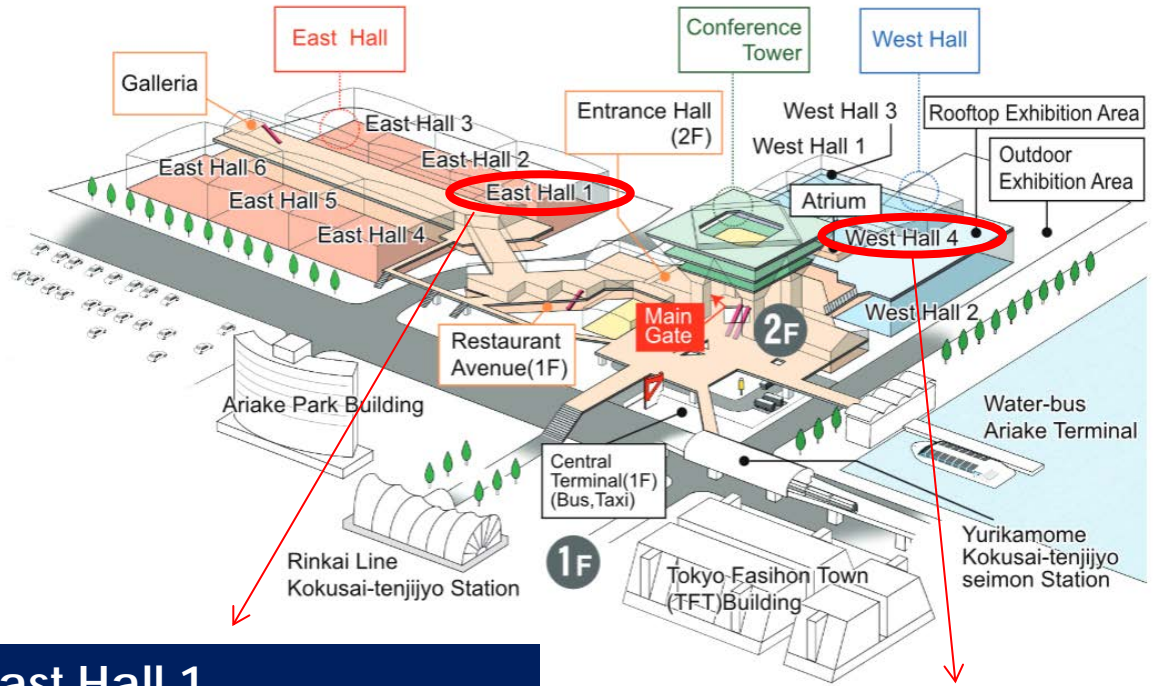 East Hall
Conference
Tower
West Hall
Galleria
Entrance Hall
(2F)
West Hall 3
Rooftop Exhibition Area
East Hall 3
West Hall 1
East Hall 2
Outdoor
Exhibition Area
East Hall 6
East Hall 1
Atrium
East Hall 5
East Hall 4
West Hall 4
Main
Gate
2F
West Hall 2
Restaurant
Avenue(1F)
Ariake Park Building
Water-bus
Ariake Terminal
Central
Terminal(1F)
(Bus,Taxi)
Rinkai Line
Kokusai-tenjijyo Station
1F
Tokyo Fasihon Town
(TFT)Building
Yurikamome
Kokusai-tenjijyo
seimon Station
ast Hall 1